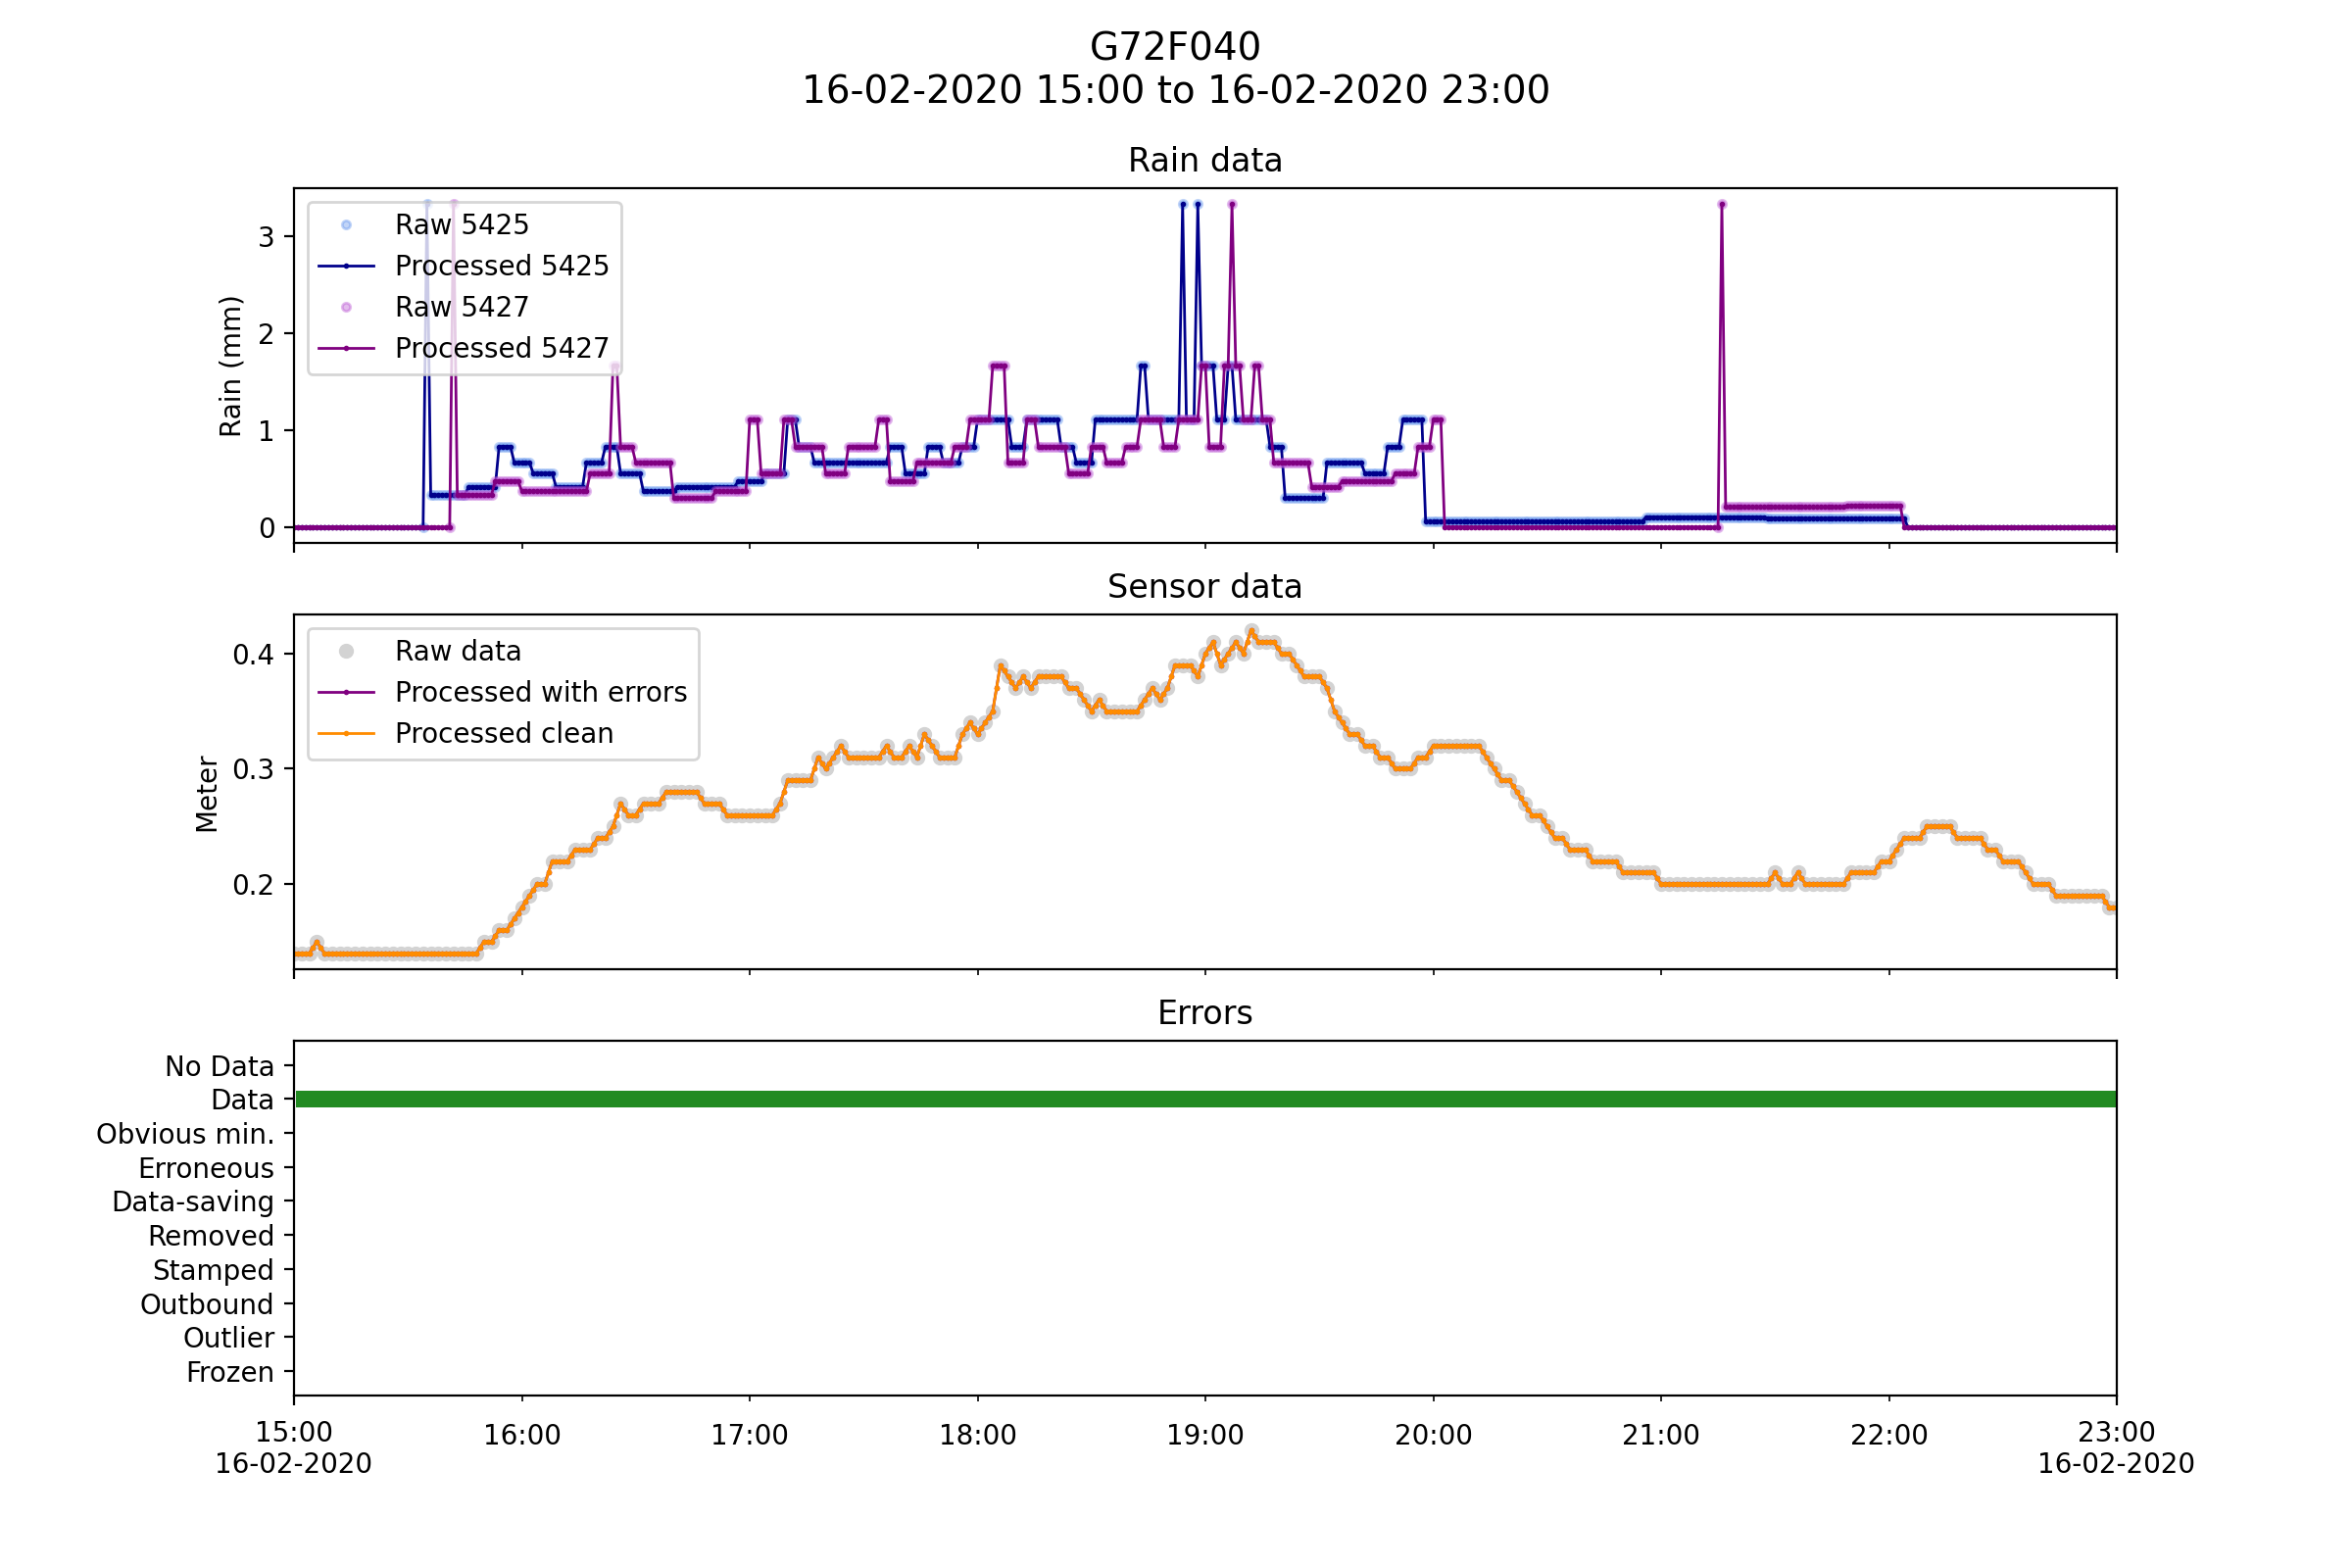 G72F040
16-02-2020 15:00 to 16-02-2020 23:00
Rain data
Rain (mm)
3
2
1
0
Raw 5425
Processed 5425
Raw 5427
Processed 5427
Sensor data
Meter
0.4
0.3
0.2
Raw data
Processed with errors
Processed clean
Errors
No Data
Data
Obvious min.
Erroneous
Data-saving
Removed
Stamped
Outbound
Outlier
Frozen
15:00
16-02-2020
16:00
17:00
18:00
19:00
20:00
21:00
22:00
23:00
16-02-2020